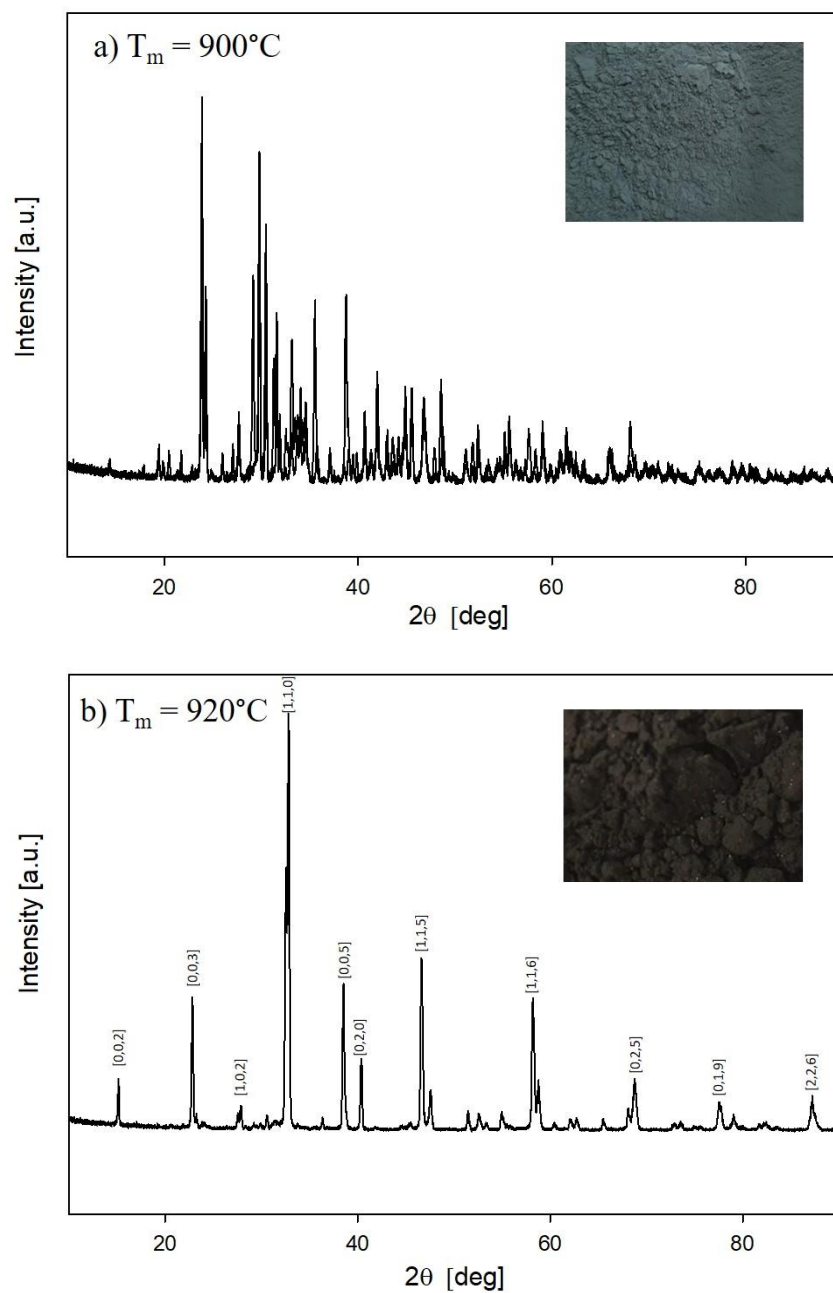 a) Tₘ = 900°C
Intensity [a.u.]
20 40 60 80
2θ [deg]
b) Tₘ = 920°C
[1,1,0]
[1,1,5]
[0,0,3]
[0,0,5]
[1,1,6]
[0,0,2]
[0,2,0]
[1,0,2]
[0,2,5]
[0,1,9]
[2,2,6]
Intensity [a.u.]
20 40 60 80
2θ [deg]